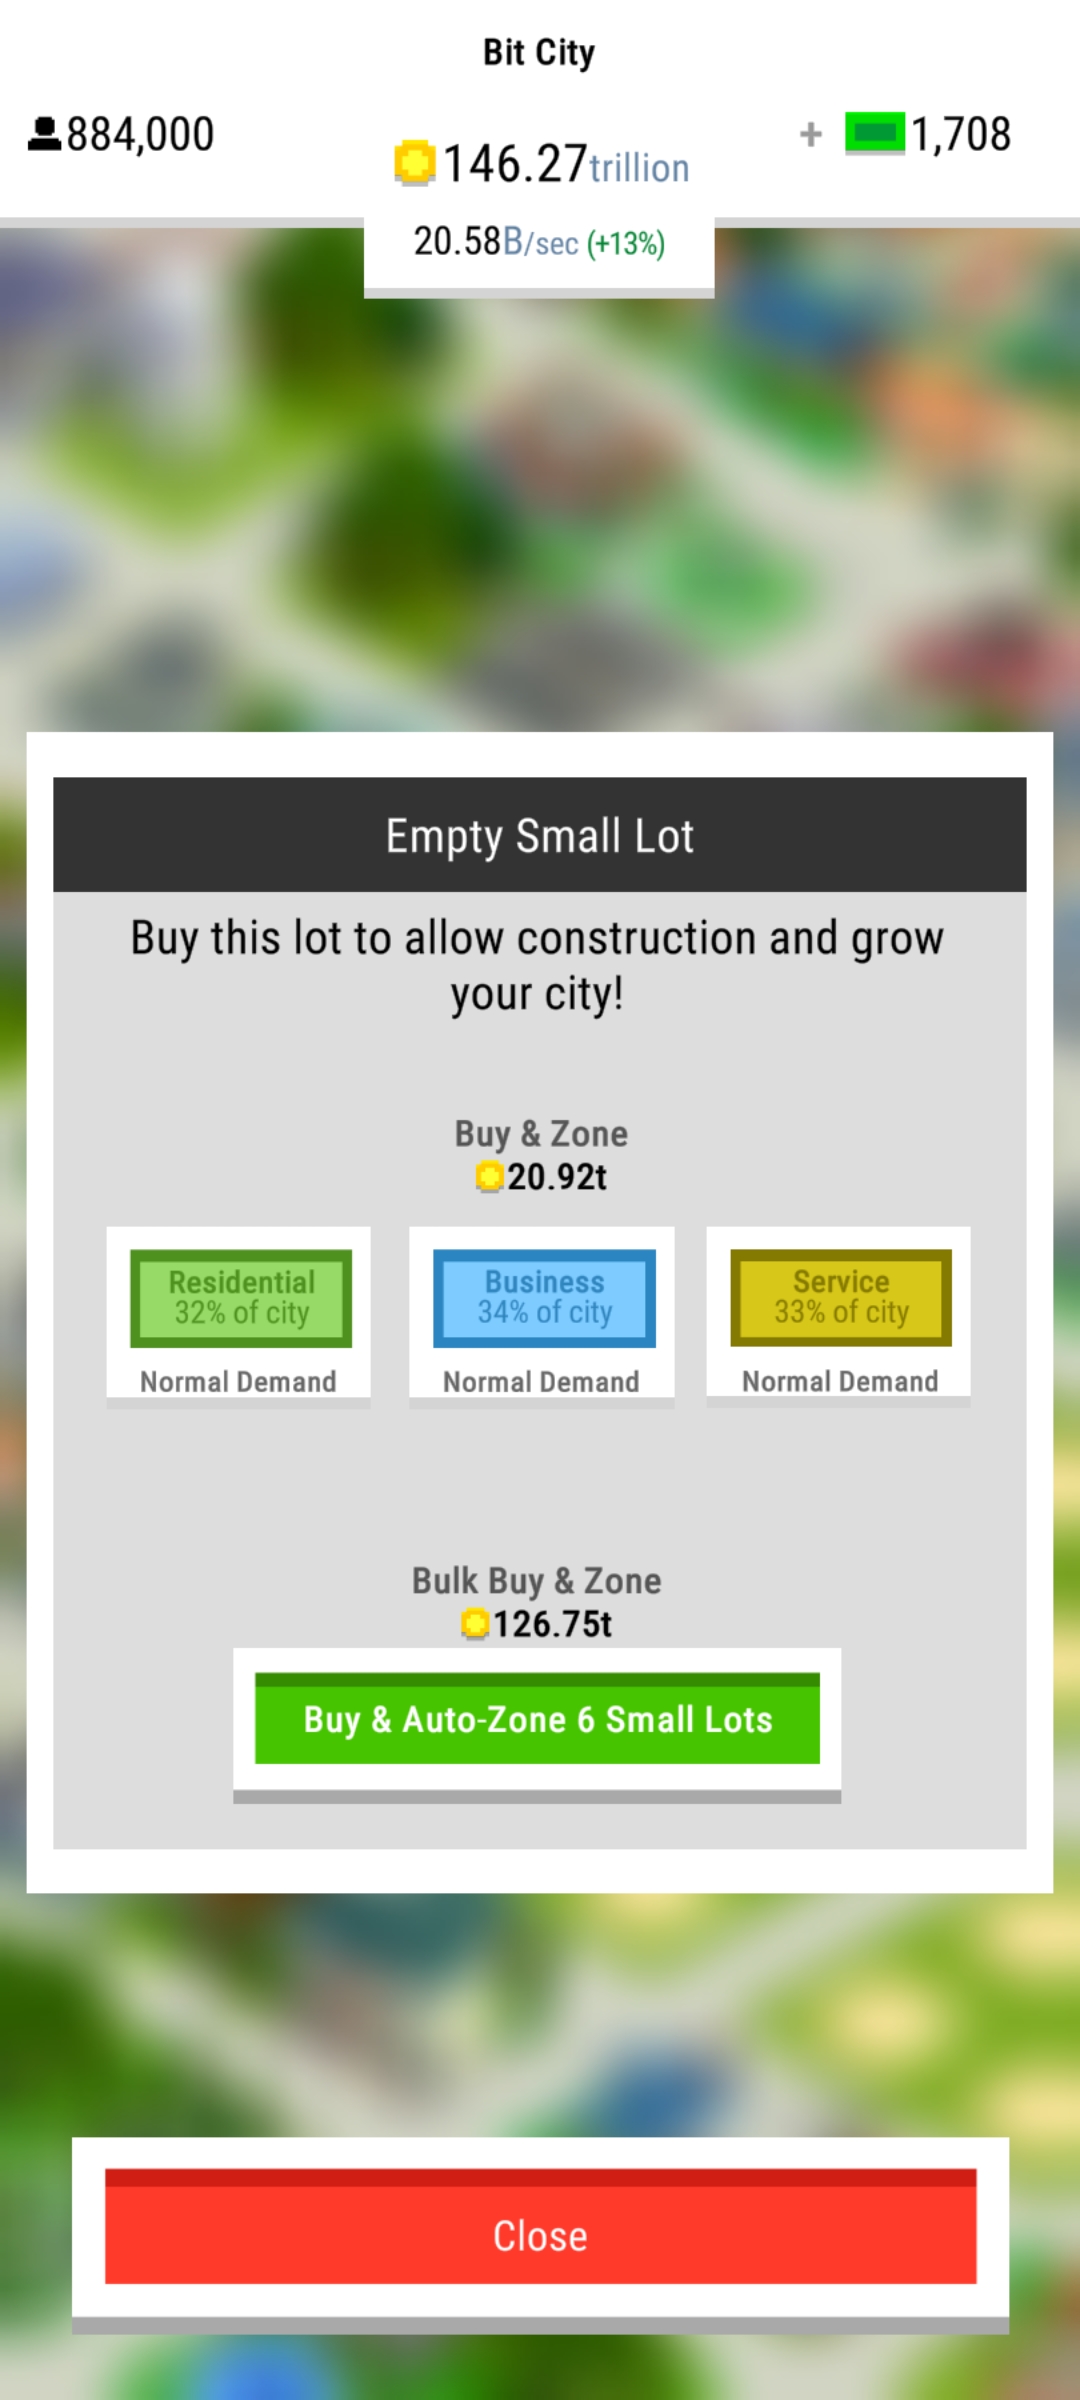 Bit City
884,000
146.27trillion
+ 1,708
20.58B/sec (+13%)
Empty Small Lot
Buy this lot to allow construction and grow
your city!
Buy & Zone
20.92t
Residential
32% of city
Normal Demand
Business
34% of city
Normal Demand
Service
33% of city
Normal Demand
Bulk Buy & Zone
126.75t
Buy & Auto-Zone 6 Small Lots
Close